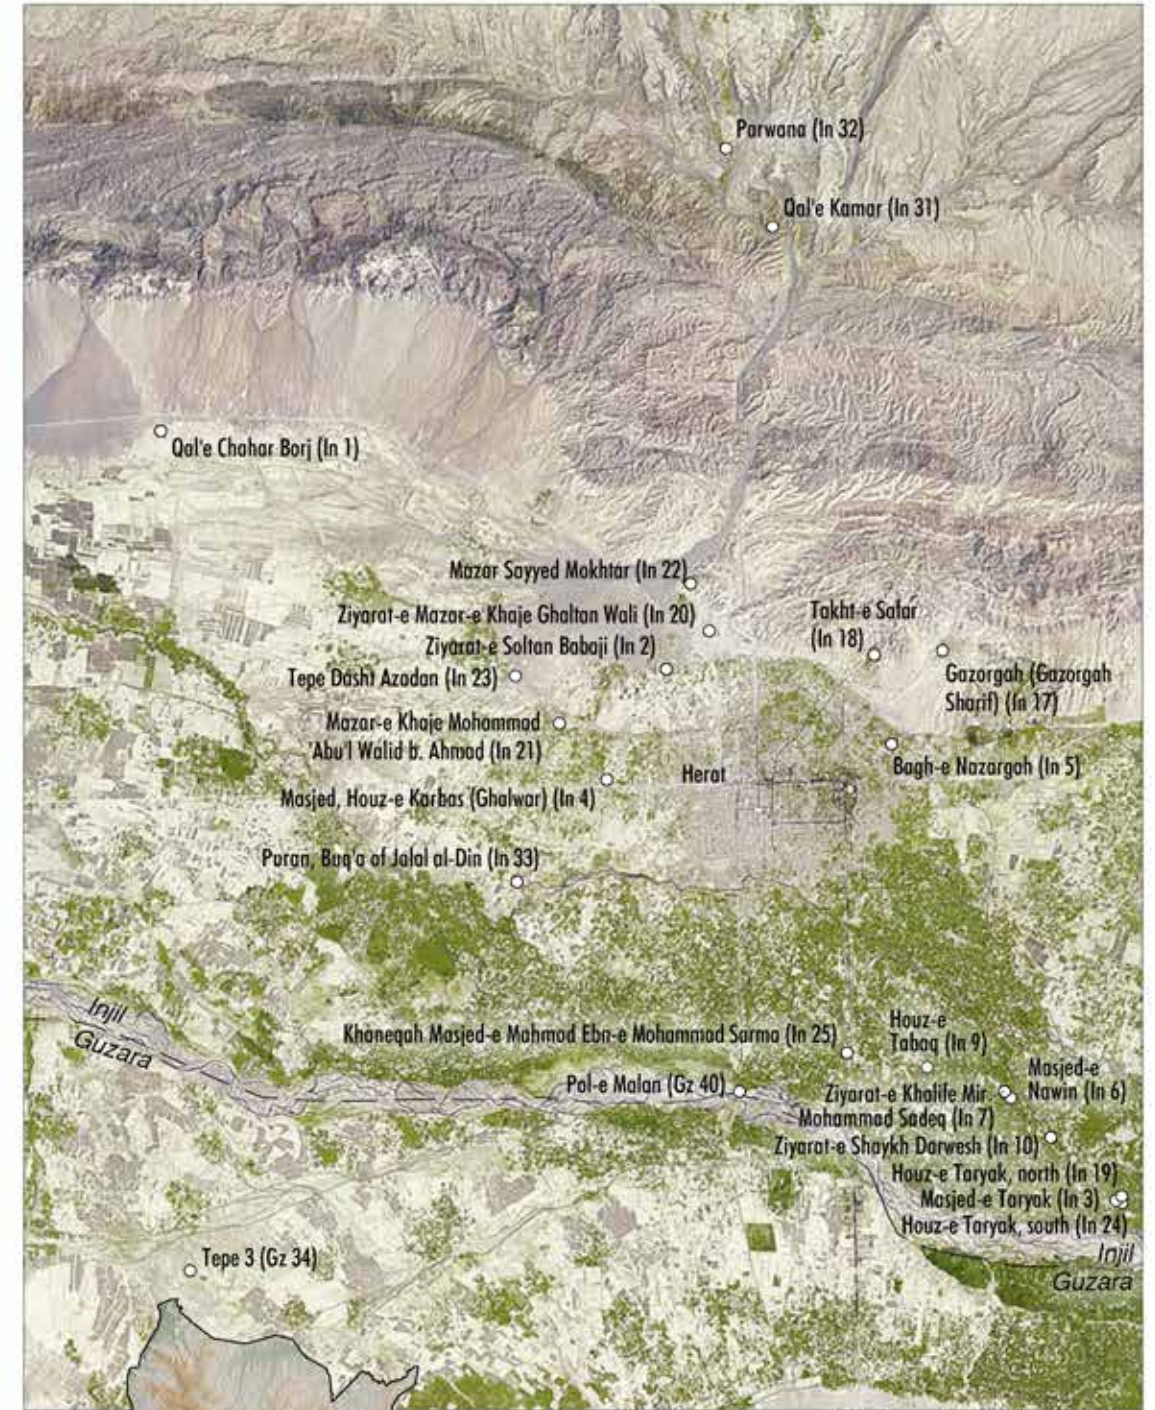 Parwana (In 32)
Qal'e Kamar (In 31)
Qal'e Chahar Borj (In 1)
Mazar Sayyed Mokhtar (In 22)
Ziyarat-e Mazar-e Khaje Ghaltan Wali (In 20)
Takht-e Safar
(In 18)
Ziyarat-e Soltan Babaji (In 2)
Tepe Dasht Azadan (In 23)
Gazorgah (Gazorgah
Sharif) (In 17)
Mazar-e Khaje Mohammad
'Abu'l Walid b. Ahmad (In 21)
Bagh-e Nazargah (In 5)
Herat
Masjed, Houz-e Karbas (Ghalwar) (In 4)
Puran, Buq'a of Jalal al-Din (In 33)
Injil
Guzara
Khaneqah Masjed-e Mahmad Ebn-e Mohammad Sarma (In 25)
Houz-e
Tabaq (In 9)
Pol-e Malan (Gz 40)
Masjed-e
Nawin (In 6)
Ziyarat-e Khalife Mir
Mohammad Sadeq (In 7)
Ziyarat-e Shaykh Darwesh (In 10)
Houz-e Taryak, north (In 19)
Masjed-e Taryak (In 3)
Houz-e Taryak, south (In 24)
Injil
Guzara
Tepe 3 (Gz 34)